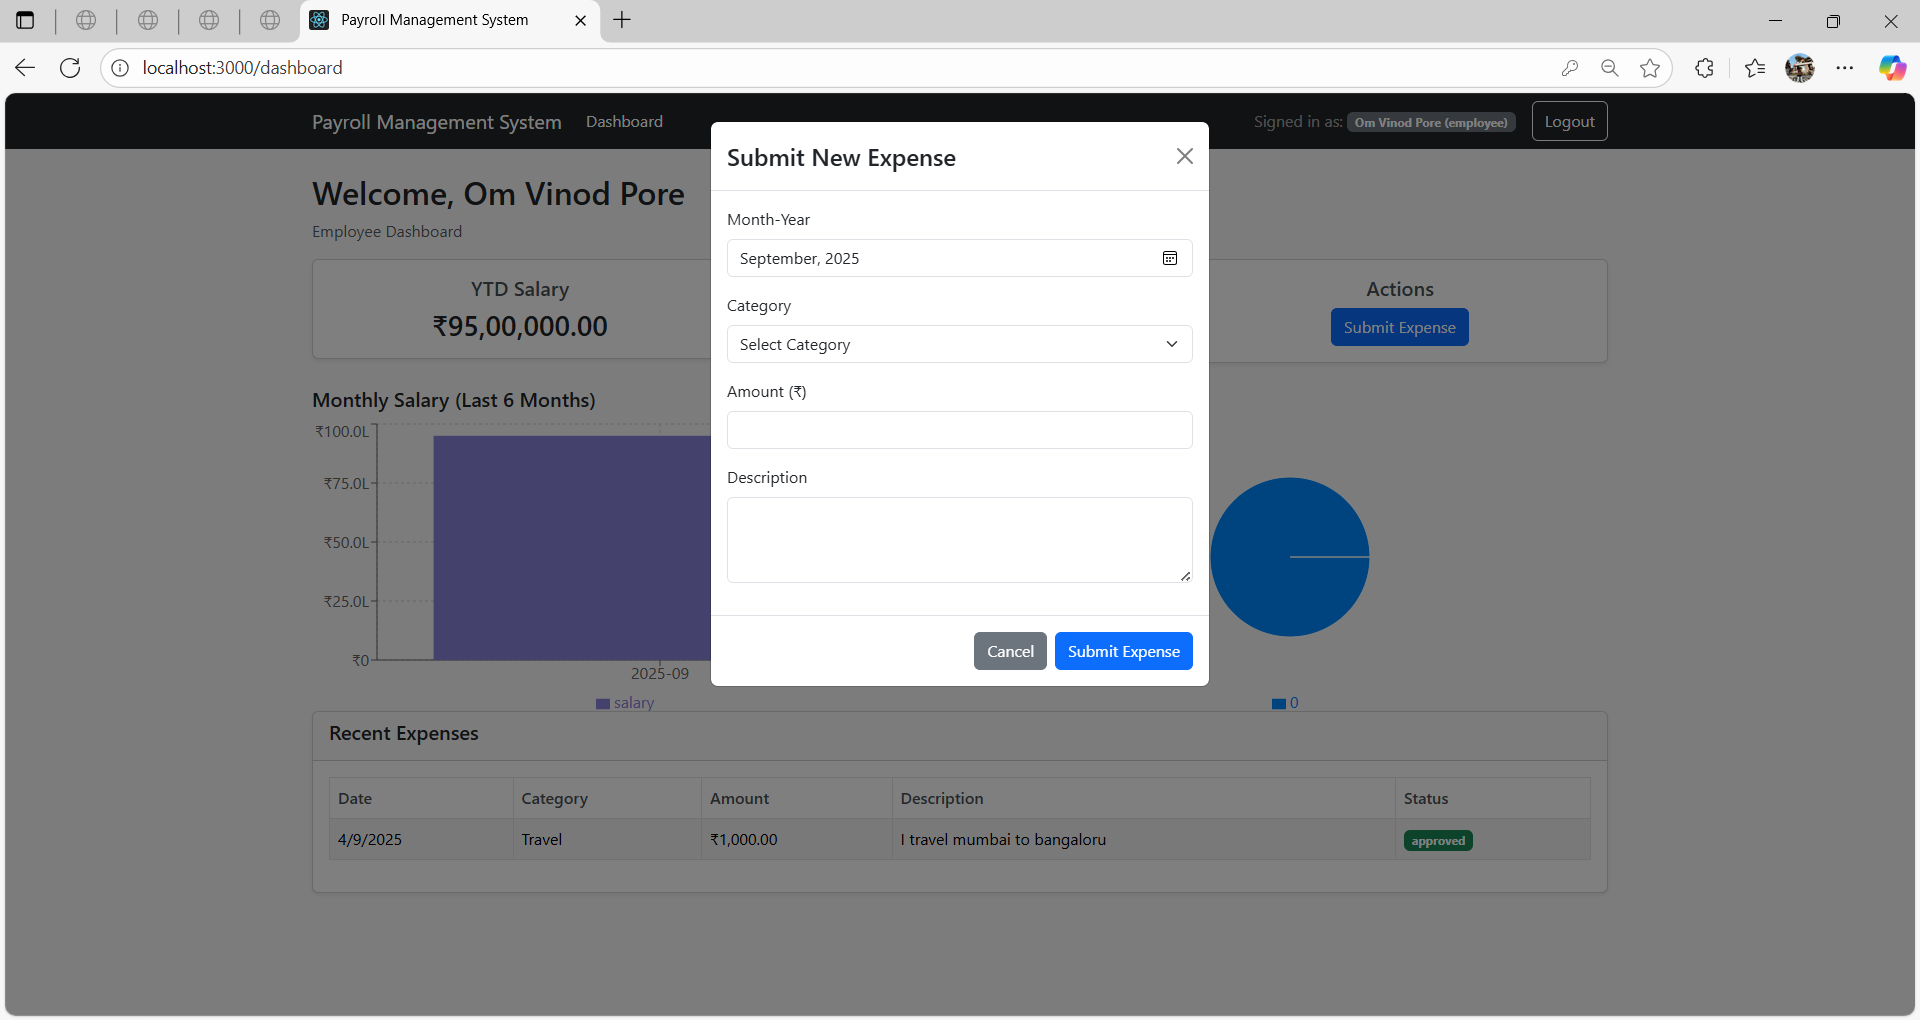 Payroll Management System
localhost:3000/dashboard
Payroll Management System
Dashboard
Signed in as: Om Vinod Pore (employee)
Logout
Welcome, Om Vinod Pore
Employee Dashboard
YTD Salary
₹95,00,000.00
Actions
Submit Expense
Monthly Salary (Last 6 Months)
₹100.0L
₹75.0L
₹50.0L
₹25.0L
₹0
2025-09
salary
0
Submit New Expense
Month-Year
September, 2025
Category
Select Category
Amount (₹)
Description
Cancel
Submit Expense
Recent Expenses
Date Category Amount Description Status
4/9/2025 Travel ₹1,000.00 I travel mumbai to bangaloru approved